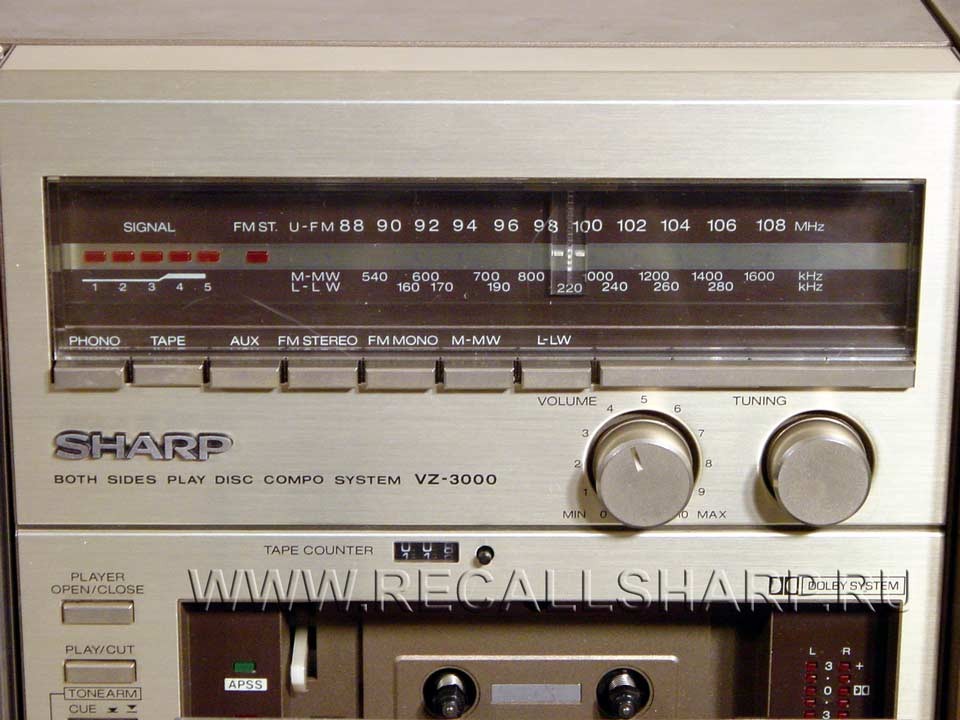 SIGNAL FM ST. U-FM 88 90 92 94 96 98 100 102 104 106 108 MHz
M-MW 540 600 700 800 1000 1200 1400 1600 kHz
1 2 3 4 5 L-LW 160 170 190 220 240 260 280 kHz
PHONO TAPE AUX FM STEREO FM MONO M-MW L-LW
VOLUME TUNING
MIN 0 1 2 3 4 5 6 7 8 9 10 MAX
SHARP
BOTH SIDES PLAY DISC COMPO SYSTEM VZ-3000
TAPE COUNTER
PLAYER
OPEN/CLOSE
WWW.RECALLSHARP.RU
DOLBY SYSTEM
PLAY/CUT
TONEARM
CUE
APSS
L R
3 +
0
3